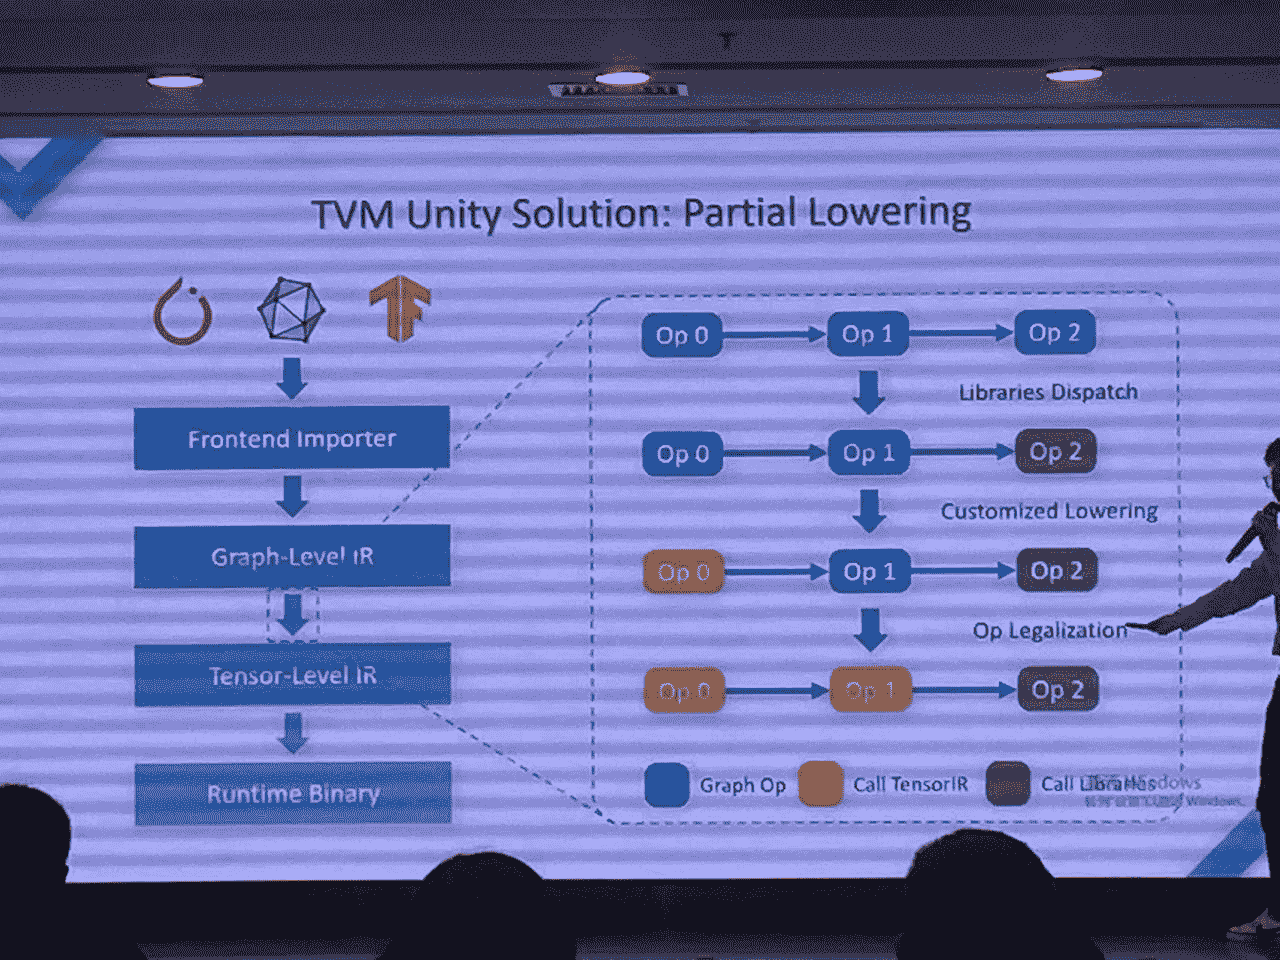 TVM Unity Solution: Partial Lowering
Frontend Importer
Graph-Level IR
Tensor-Level IR
Runtime Binary
Op 0
Op 1
Op 2
Libraries Dispatch
Op 0
Op 1
Op 2
Customized Lowering
Op 0
Op 1
Op 2
Op Legalization
Op 0
Op 1
Op 2
Graph Op
Call TensorIR
Call Libraries
Windows
Windows